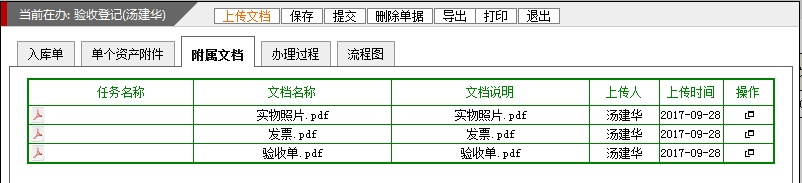 当前在办: 验收登记(汤建华) 上传文档 保存 提交 删除单据 导出 打印 退出
入库单 单个资产附件 附属文档 办理过程 流程图
任务名称 文档名称 文档说明 上传人 上传时间 操作
实物照片.pdf 实物照片.pdf 汤建华 2017-09-28
发票.pdf 发票.pdf 汤建华 2017-09-28
验收单.pdf 验收单.pdf 汤建华 2017-09-28